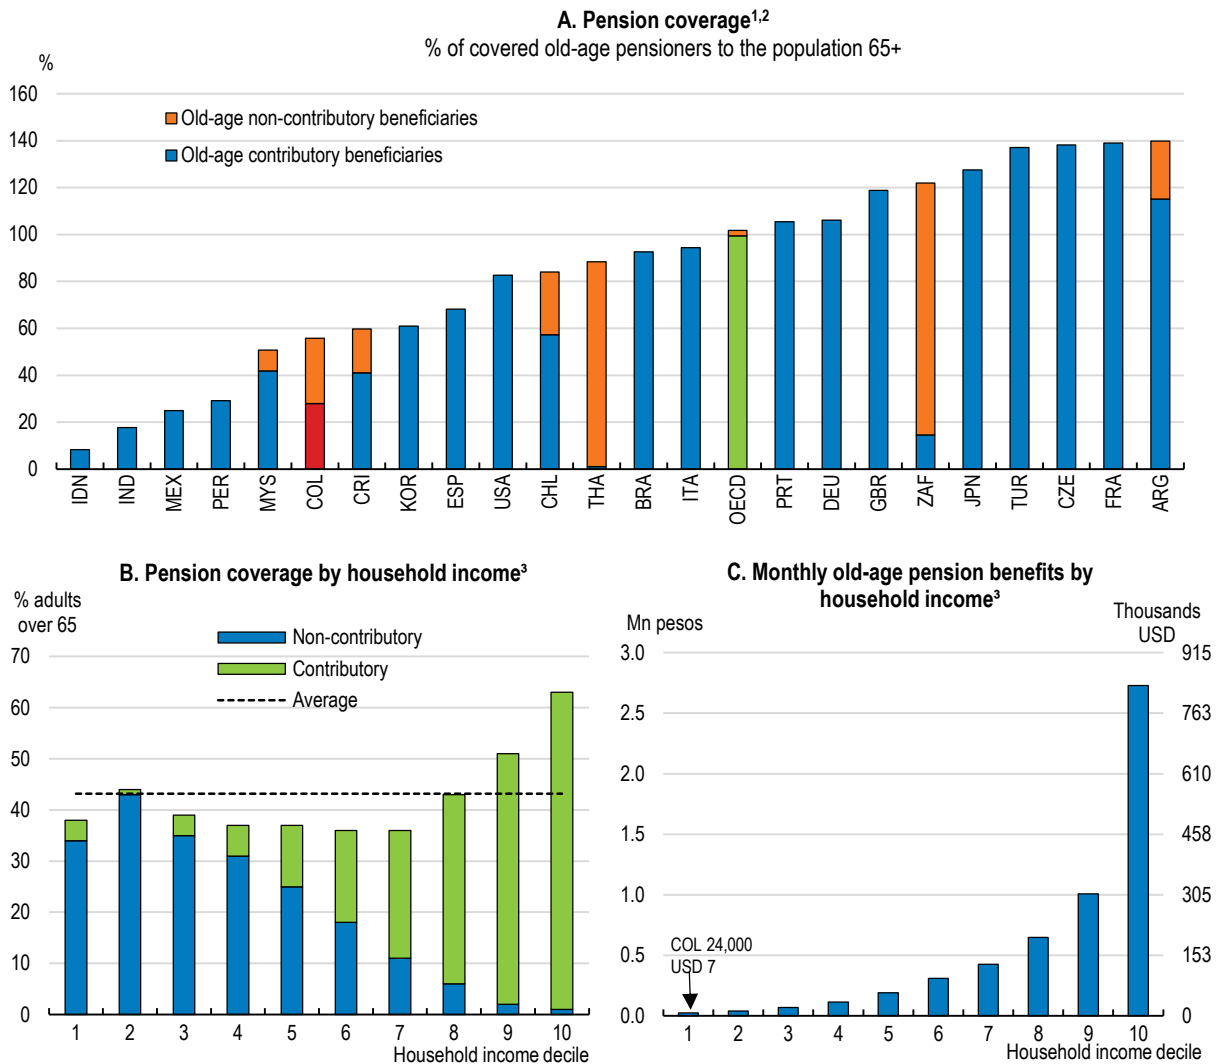 A. Pension coverage¹,²
% of covered old-age pensioners to the population 65+
%
160
140
120
100
80
60
40
20
0
Old-age non-contributory beneficiaries
Old-age contributory beneficiaries
IDN
IND
MEX
PER
MYS
COL
CRI
KOR
ESP
USA
CHL
THA
BRA
ITA
OECD
PRT
DEU
GBR
ZAF
JPN
TUR
CZE
FRA
ARG
B. Pension coverage by household income³
% adults
over 65
Non-contributory
Contributory
Average
70
60
50
40
30
20
10
0
1 2 3 4 5 6 7 8 9 10
Household income decile
C. Monthly old-age pension benefits by
household income³
Mn pesos
Thousands
USD
3.0
2.5
2.0
1.5
1.0
0.5
0.0
915
763
610
458
305
153
0
COL 24,000
USD 7
1 2 3 4 5 6 7 8 9 10
Household income decile